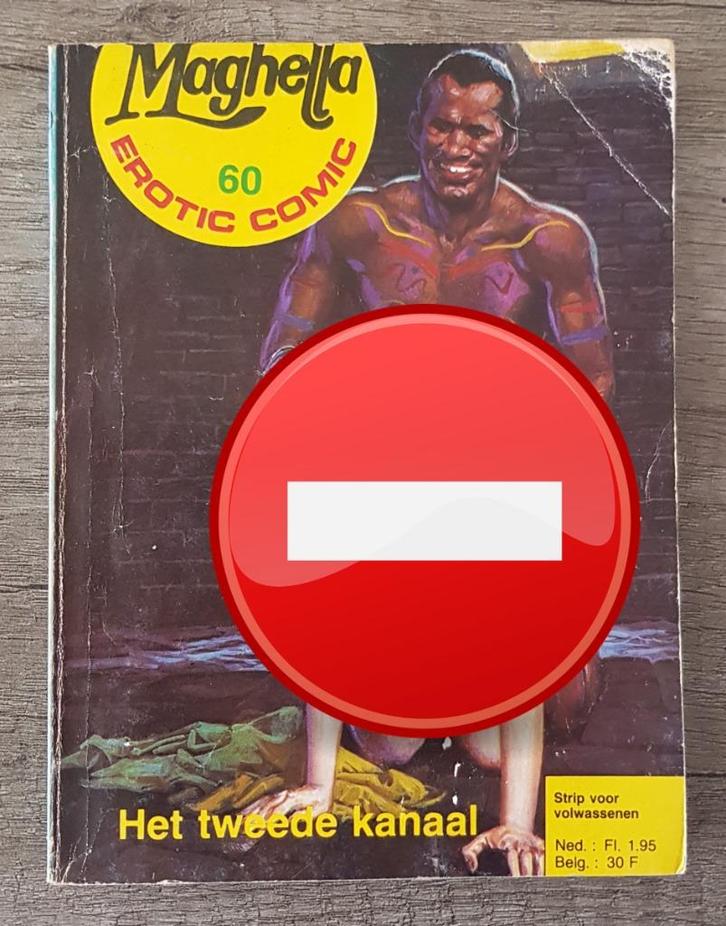 Maghella
60
EROTIC COMIC
Het tweede kanaal
Strip voor
volwassenen
Ned. : Fl. 1.95
Belg. : 30 F